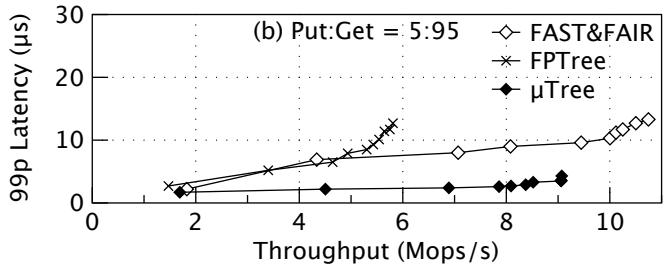 (b) Put:Get = 5:95
FAST&FAIR
FPTree
µTree
99p Latency (µs)
30
20
10
0
0 2 4 6 8 10
Throughput (Mops/s)